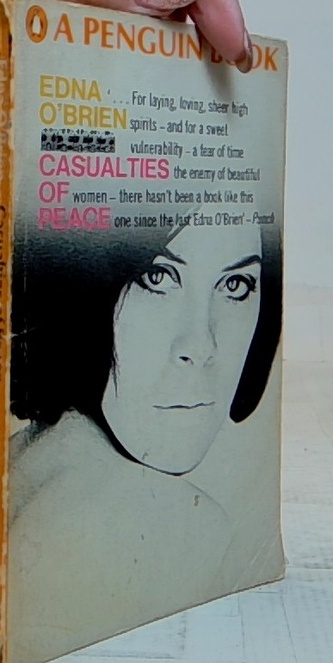 A PENGUIN BOOK
EDNA '... For laying, loving, sheer high
O'BRIEN spirits – and for a sweet
vulnerability – a fear of time
CASUALTIES the enemy of beautiful
OF women – there hasn't been a book like this
PEACE one since the last Edna O'Brien' – Punch